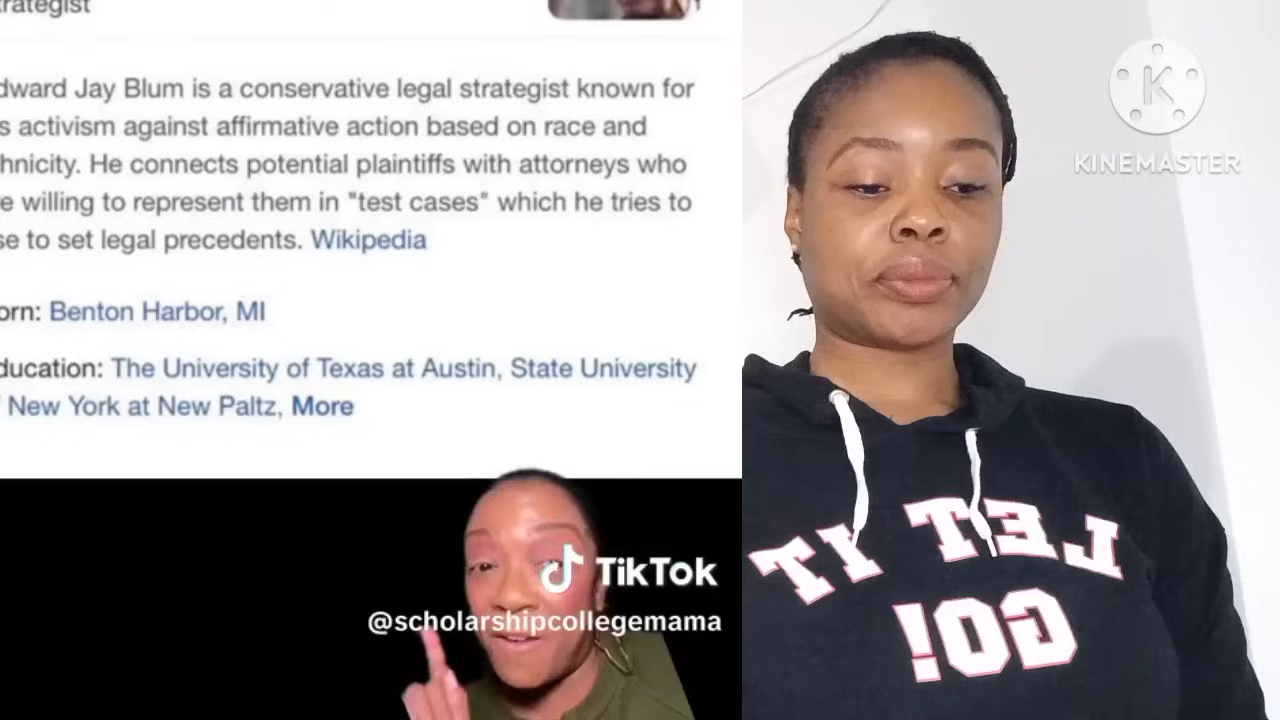 rategist
dward Jay Blum is a conservative legal strategist known for
s activism against affirmative action based on race and
hnicity. He connects potential plaintiffs with attorneys who
e willing to represent them in "test cases" which he tries to
se to set legal precedents. Wikipedia
orn: Benton Harbor, MI
ducation: The University of Texas at Austin, State University
f New York at New Paltz, More
TikTok
@scholarshipcollegemama
K
KINEMASTER
LET IT
GO!